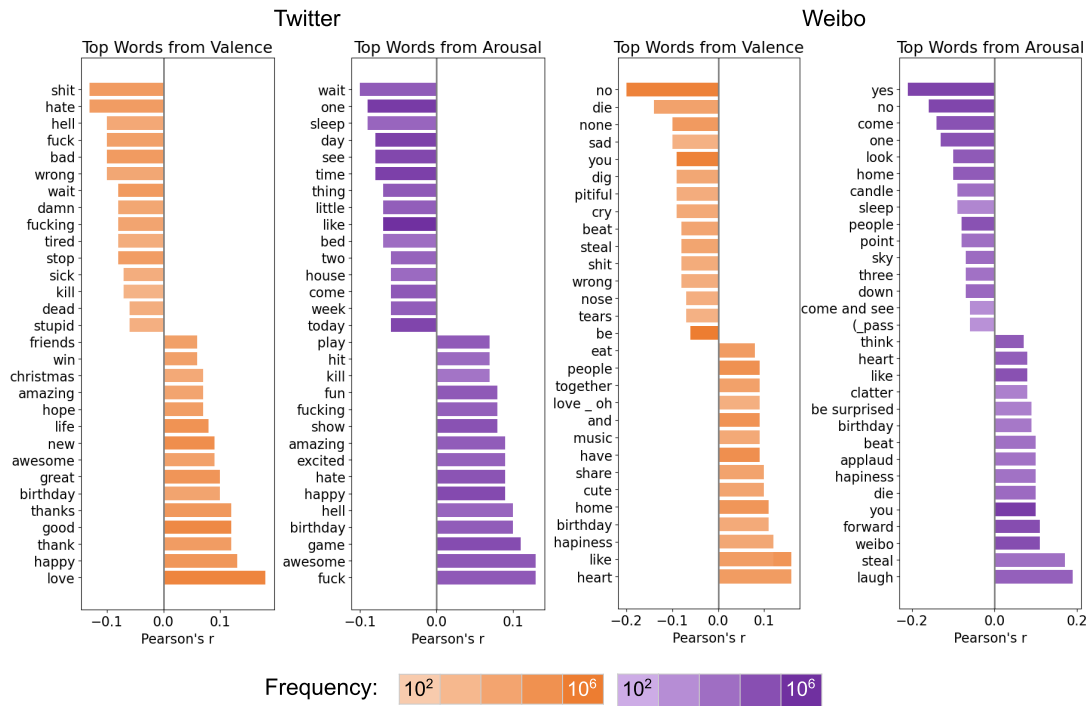 Twitter
Weibo
Top Words from Valence
shit
hate
hell
fuck
bad
wrong
wait
damn
fucking
tired
stop
sick
kill
dead
stupid
friends
win
christmas
amazing
hope
life
new
awesome
great
birthday
thanks
good
thank
happy
love
−0.1 0.0 0.1
Pearson's r
Top Words from Arousal
wait
one
sleep
day
see
time
thing
little
like
bed
two
house
come
week
today
play
hit
kill
fun
fucking
show
amazing
excited
hate
happy
hell
birthday
game
awesome
fuck
−0.1 0.0 0.1
Pearson's r
Top Words from Valence
no
die
none
sad
you
dig
pitiful
cry
beat
steal
shit
wrong
nose
tears
be
eat
people
together
love _ oh
and
music
have
share
cute
home
birthday
hapiness
like
heart
−0.2 −0.1 0.0 0.1
Pearson's r
Top Words from Arousal
yes
no
come
one
look
home
candle
sleep
people
point
sky
three
down
come and see
(_pass
think
heart
like
clatter
be surprised
birthday
beat
applaud
hapiness
die
you
forward
weibo
steal
laugh
−0.2 0.0 0.2
Pearson's r
Frequency: 10² 10⁶ 10² 10⁶